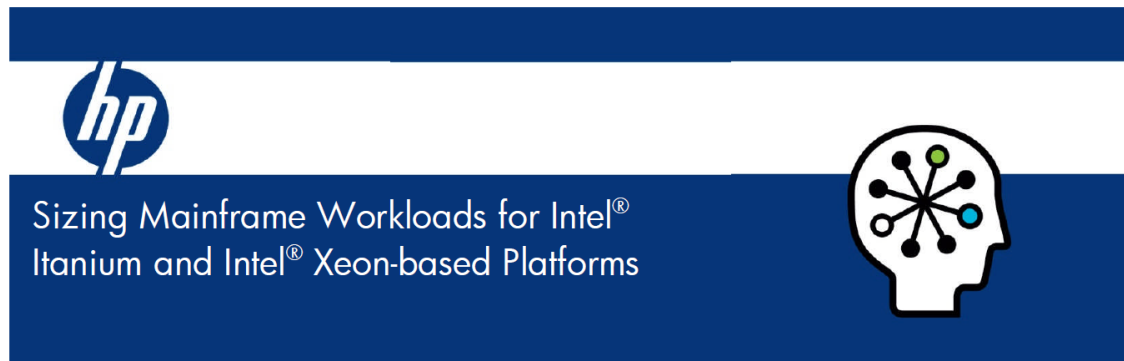 hp
Sizing Mainframe Workloads for Intel®
Itanium and Intel® Xeon-based Platforms